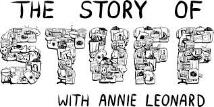 THE STORY OF
STUFF
WITH ANNIE LEONARD